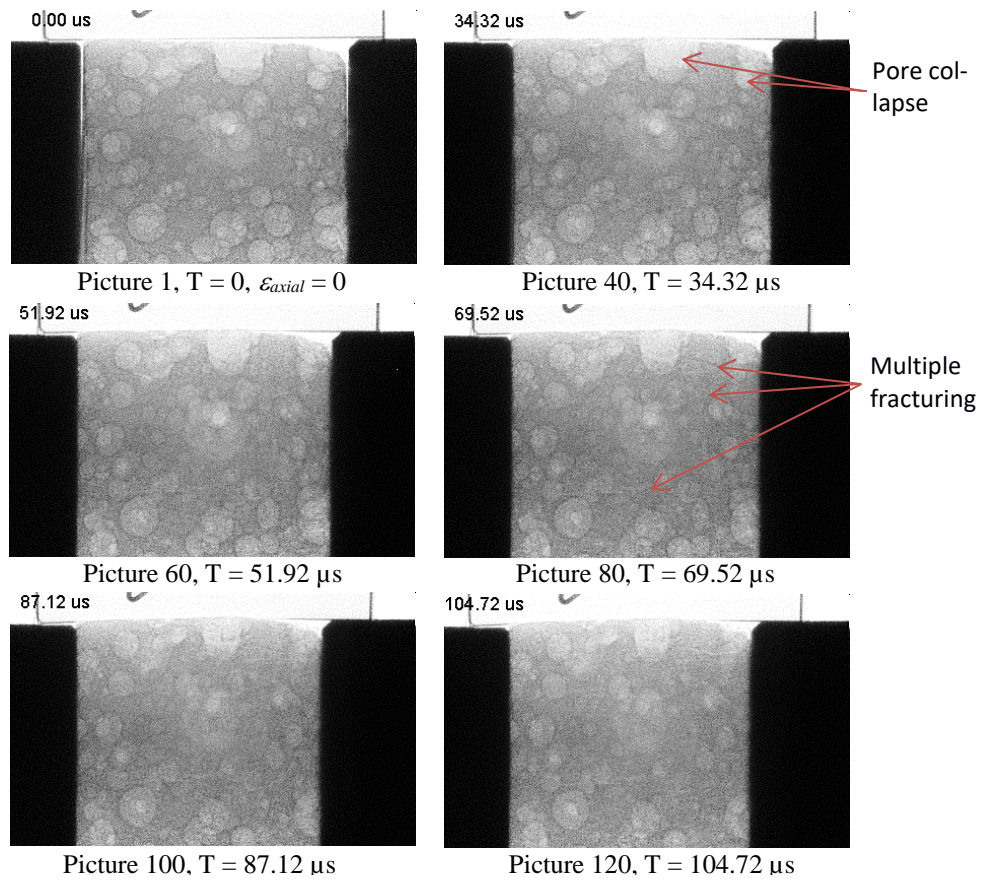 0.00 us
34.32 us
Pore col-
lapse
Picture 1, T = 0, εaxial = 0
Picture 40, T = 34.32 µs
51.92 us
69.52 us
Multiple
fracturing
Picture 60, T = 51.92 µs
Picture 80, T = 69.52 µs
87.12 us
104.72 us
Picture 100, T = 87.12 µs
Picture 120, T = 104.72 µs